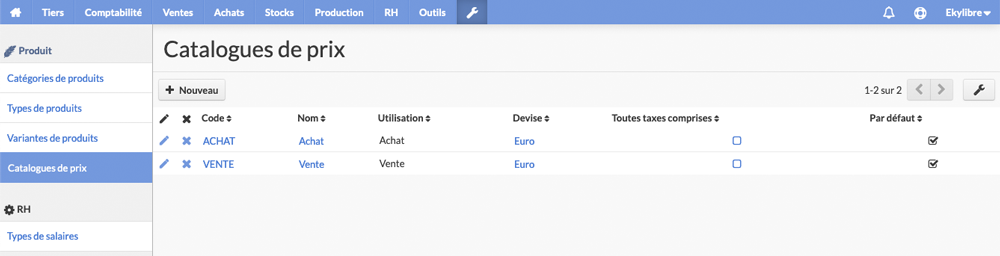 Tiers Comptabilité Ventes Achats Stocks Production RH Outils Ekylibre
Produit
Catégories de produits
Types de produits
Variantes de produits
Catalogues de prix
RH
Types de salaires
Catalogues de prix
Nouveau
1-2 sur 2
Code Nom Utilisation Devise Toutes taxes comprises Par défaut
ACHAT Achat Achat Euro
VENTE Vente Vente Euro